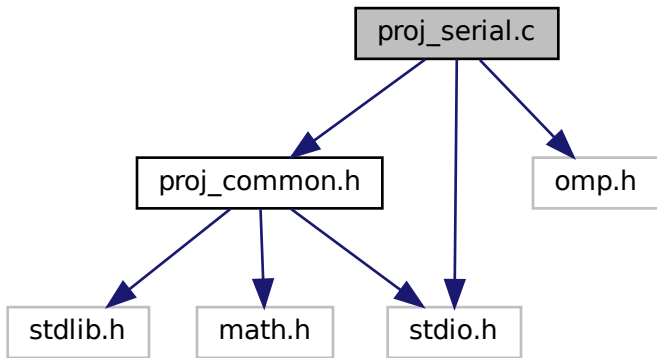 proj_serial.c
proj_common.h
omp.h
stdlib.h
math.h
stdio.h